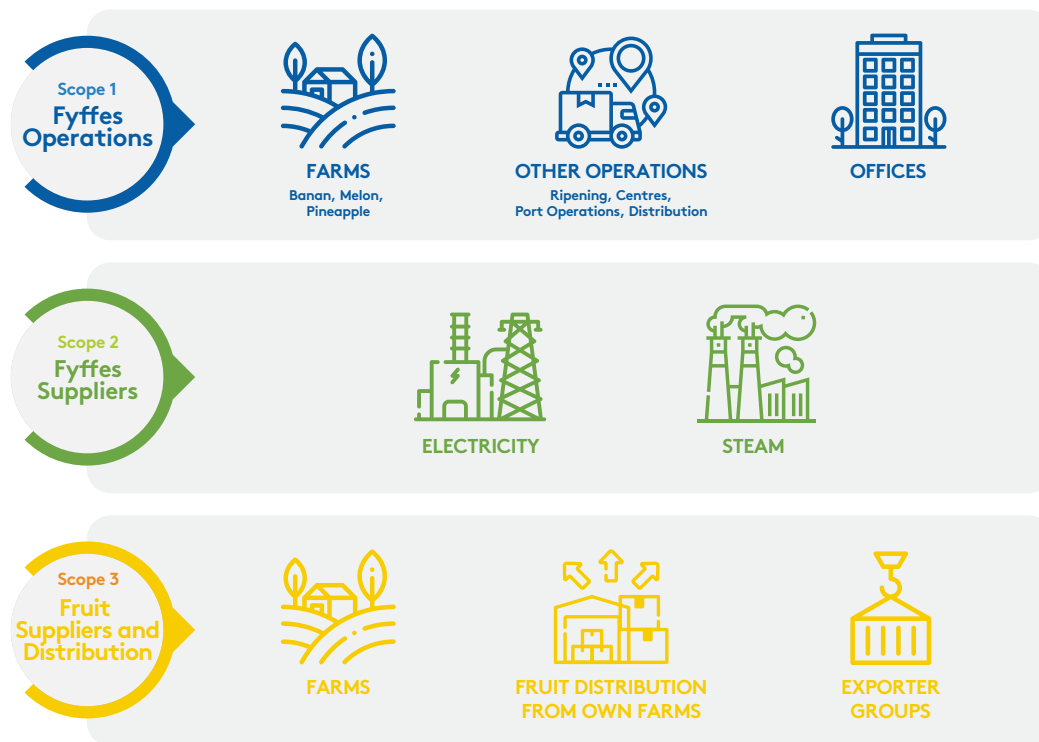 Scope 1
Fyffes
Operations
FARMS
Banan, Melon,
Pineapple
OTHER OPERATIONS
Ripening, Centres,
Port Operations, Distribution
OFFICES
Scope 2
Fyffes
Suppliers
ELECTRICITY
STEAM
Scope 3
Fruit
Suppliers and
Distribution
FARMS
FRUIT DISTRIBUTION
FROM OWN FARMS
EXPORTER
GROUPS